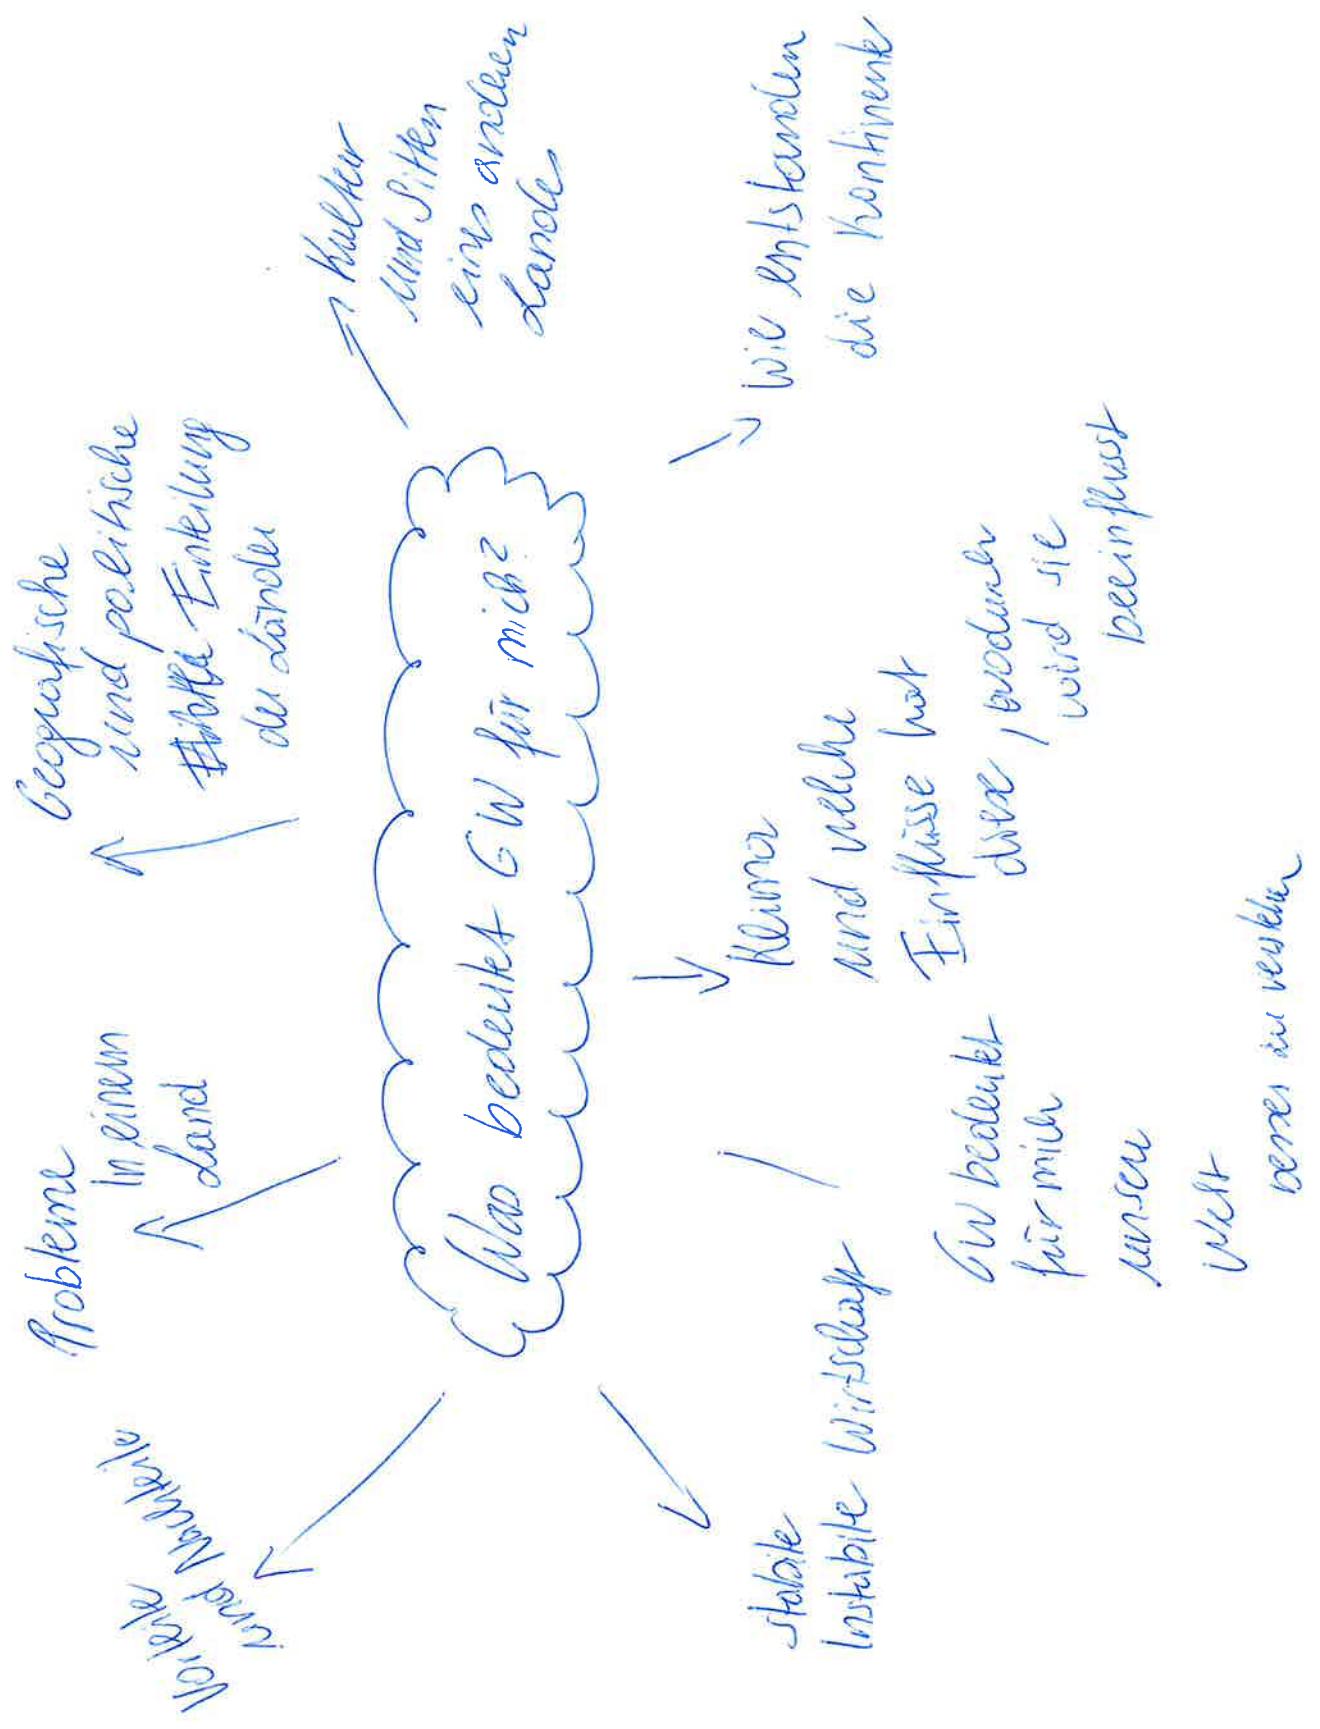 Vorteile
und Nachteile
Probleme
in einem
Land
Geografische
und politische
Einteilung
der Länder
Kultur
und Sitten
eines anderen
Landes
Was bedeutet GW für mich?
stabile
Instabile Wirtschaft
GW bedeutet
für mich
unsere
Welt
besser zu verstehen
Klima
und welche
Einflüsse hat
diese, wodurch
wird sie
beeinflusst
Wie entstanden
die Kontinente